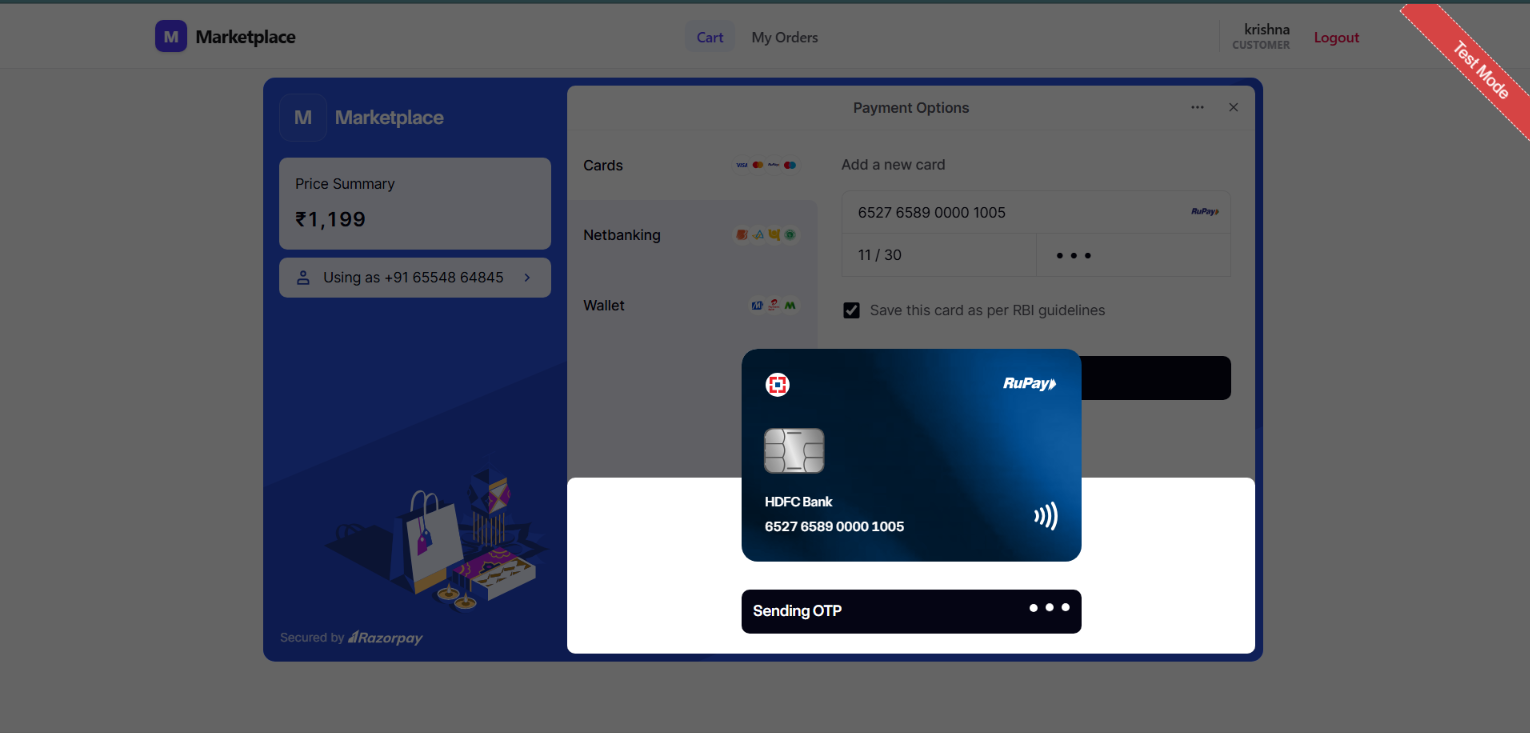 M Marketplace
Cart
My Orders
krishna
CUSTOMER
Logout
Test Mode
M Marketplace
Price Summary
₹1,199
Using as +91 65548 64845
Secured by Razorpay
Payment Options
Cards
VISA
RuPay
Netbanking
Wallet
Add a new card
6527 6589 0000 1005
RuPay
11 / 30
Save this card as per RBI guidelines
RuPay
HDFC Bank
6527 6589 0000 1005
Sending OTP